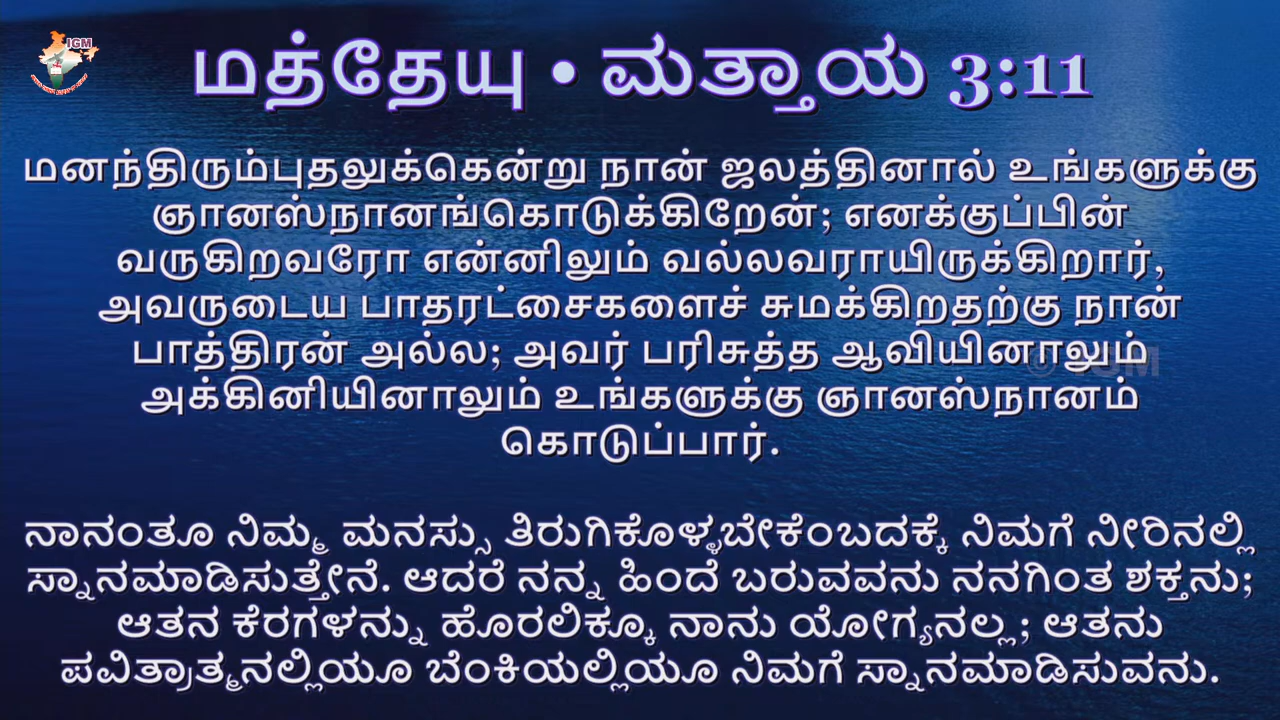 IGM
மத்தேயு • ಮತ್ತಾಯ 3:11
மனந்திரும்புதலுக்கென்று நான் ஜலத்தினால் உங்களுக்கு
ஞானஸ்நானங்கொடுக்கிறேன்; எனக்குப்பின்
வருகிறவரோ என்னிலும் வல்லவராயிருக்கிறார்,
அவருடைய பாதரட்சைகளைச் சுமக்கிறதற்கு நான்
பாத்திரன் அல்ல; அவர் பரிசுத்த ஆவியினாலும்
© IGM
அக்கினியினாலும் உங்களுக்கு ஞானஸ்நானம்
கொடுப்பார்.
ನಾನಂತೂ ನಿಮ್ಮ ಮನಸ್ಸು ತಿರುಗಿಕೊಳ್ಳಬೇಕೆಂಬದಕ್ಕೆ ನಿಮಗೆ ನೀರಿನಲ್ಲಿ
ಸ್ನಾನಮಾಡಿಸುತ್ತೇನೆ. ಆದರೆ ನನ್ನ ಹಿಂದೆ ಬರುವವನು ನನಗಿಂತ ಶಕ್ತನು;
ಆತನ ಕೆರಗಳನ್ನು ಹೊರಲಿಕ್ಕೂ ನಾನು ಯೋಗ್ಯನಲ್ಲ; ಆತನು
ಪವಿತ್ರಾತ್ಮನಲ್ಲಿಯೂ ಬೆಂಕಿಯಲ್ಲಿಯೂ ನಿಮಗೆ ಸ್ನಾನಮಾಡಿಸುವನು.